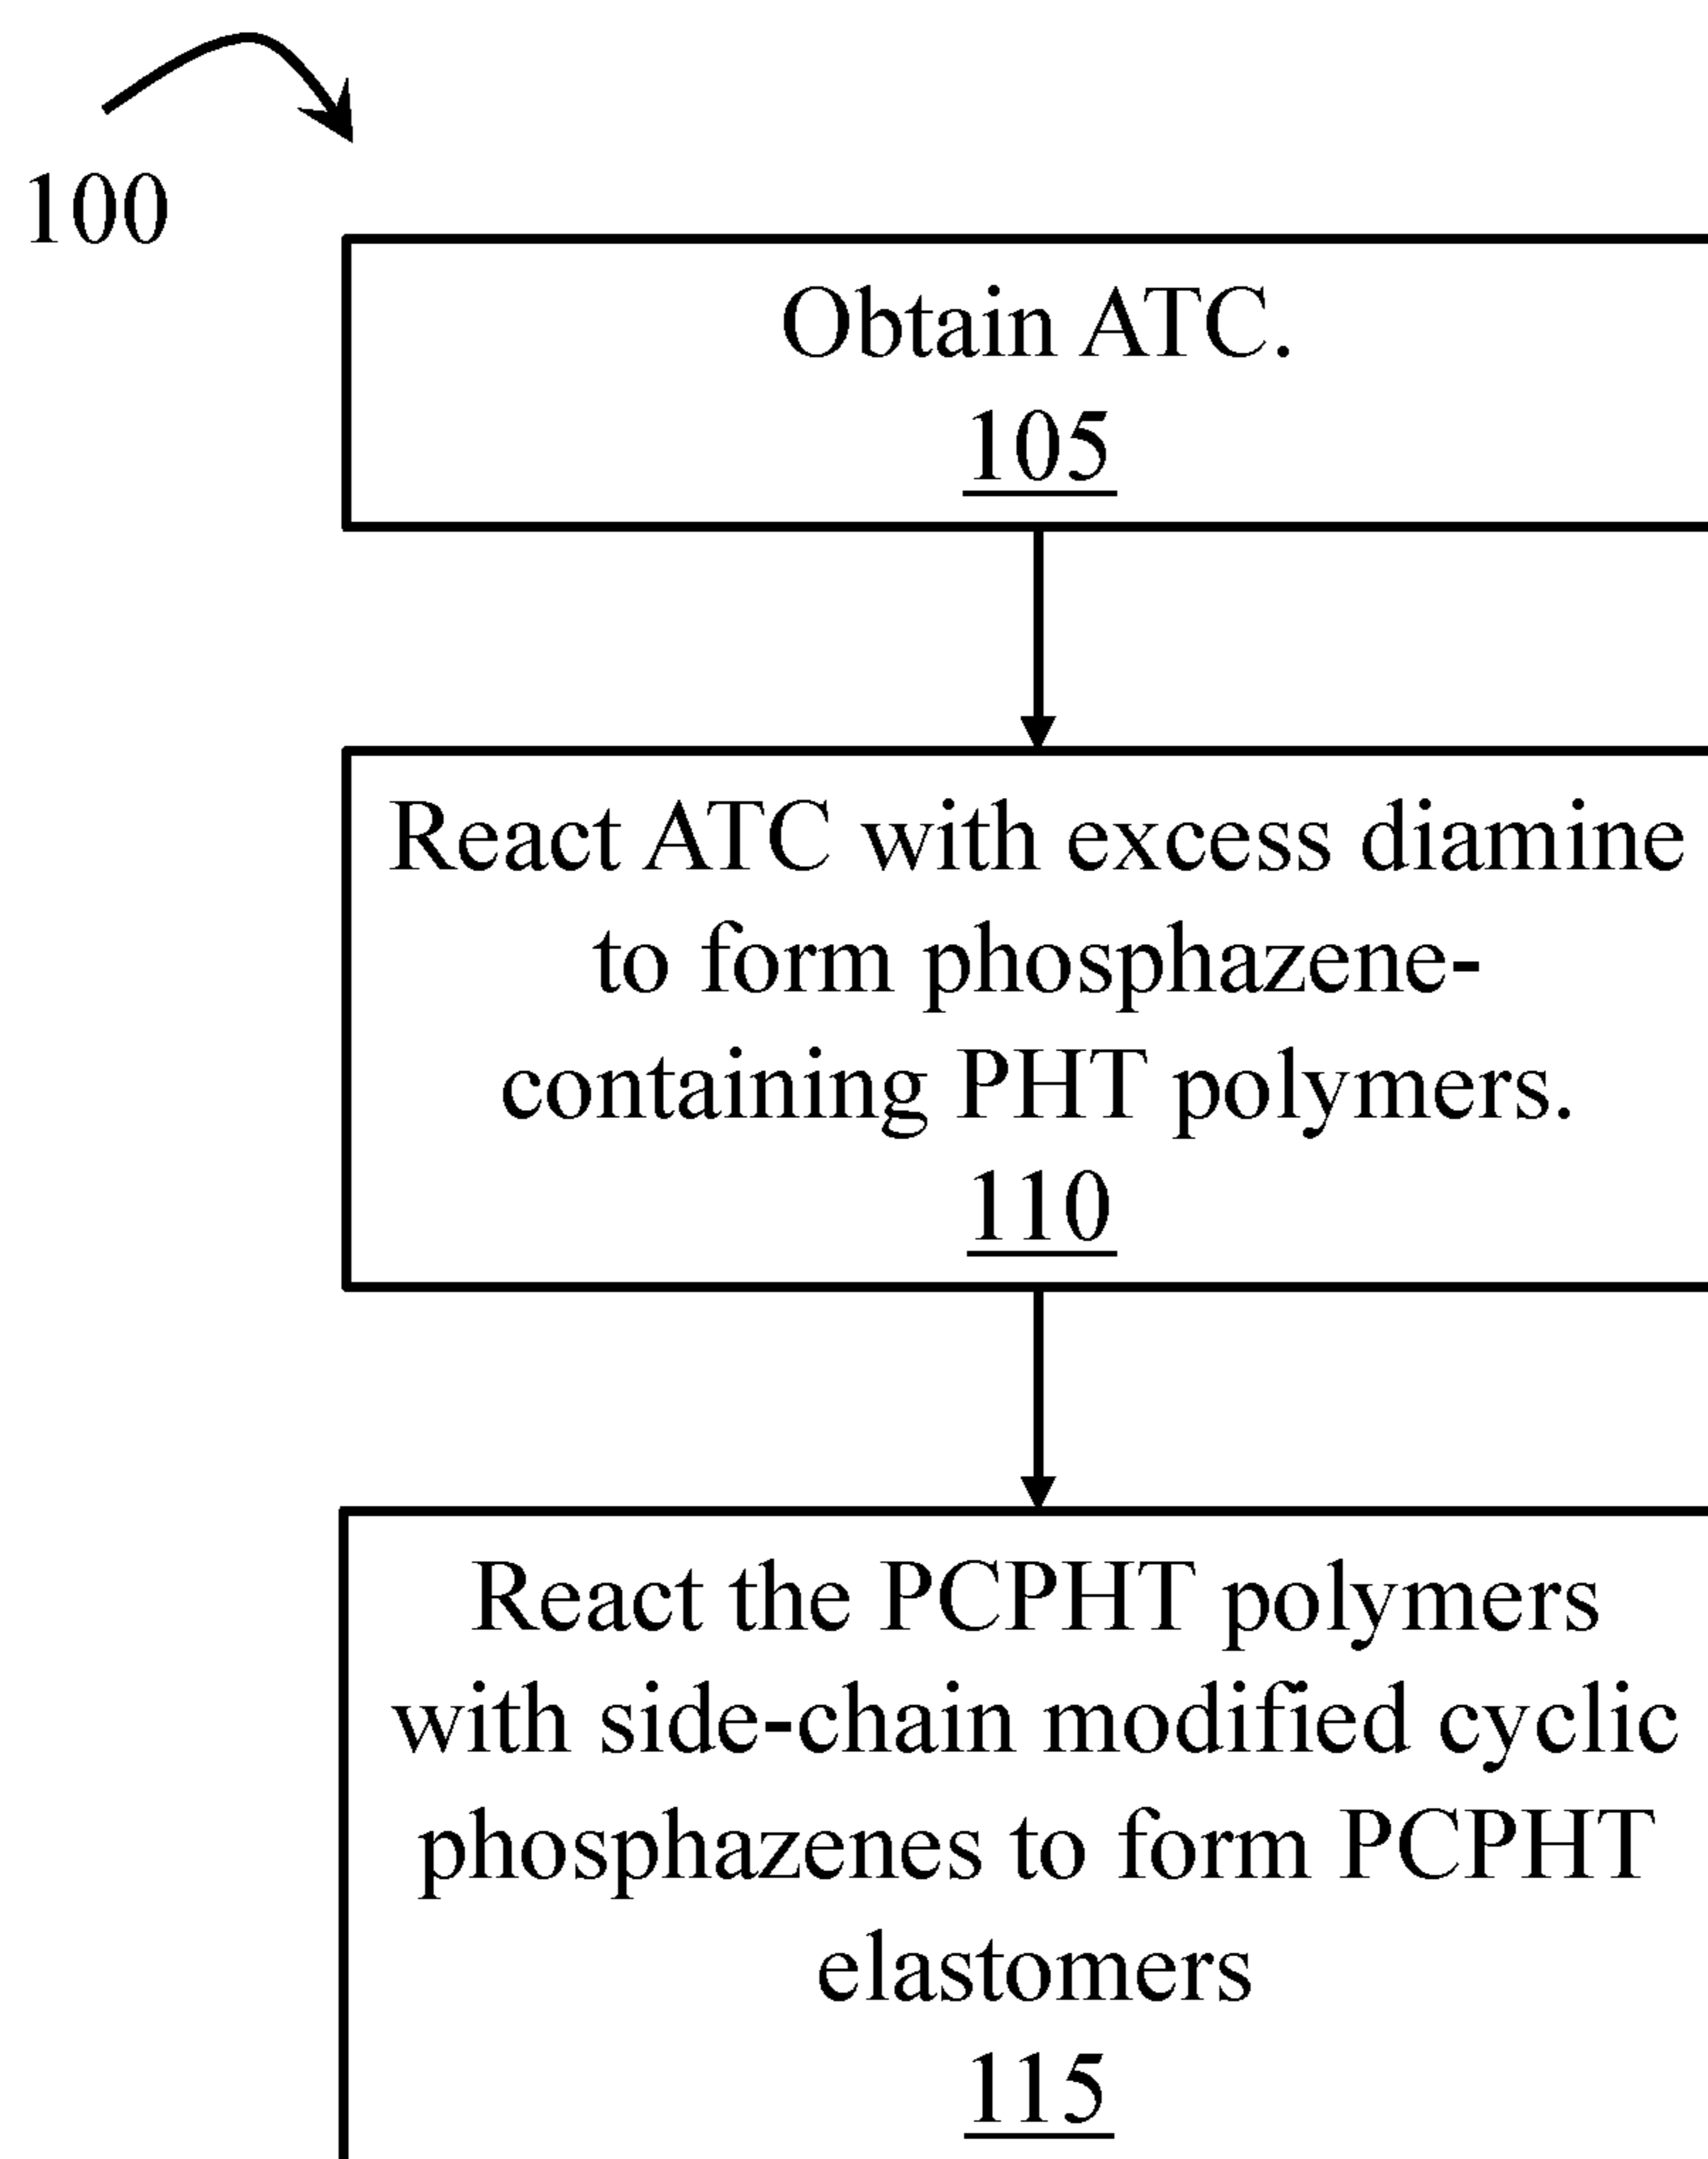 100
Obtain ATC.
105
React ATC with excess diamine
to form phosphazene-
containing PHT polymers.
110
React the PCPHT polymers
with side-chain modified cyclic
phosphazenes to form PCPHT
elastomers
115